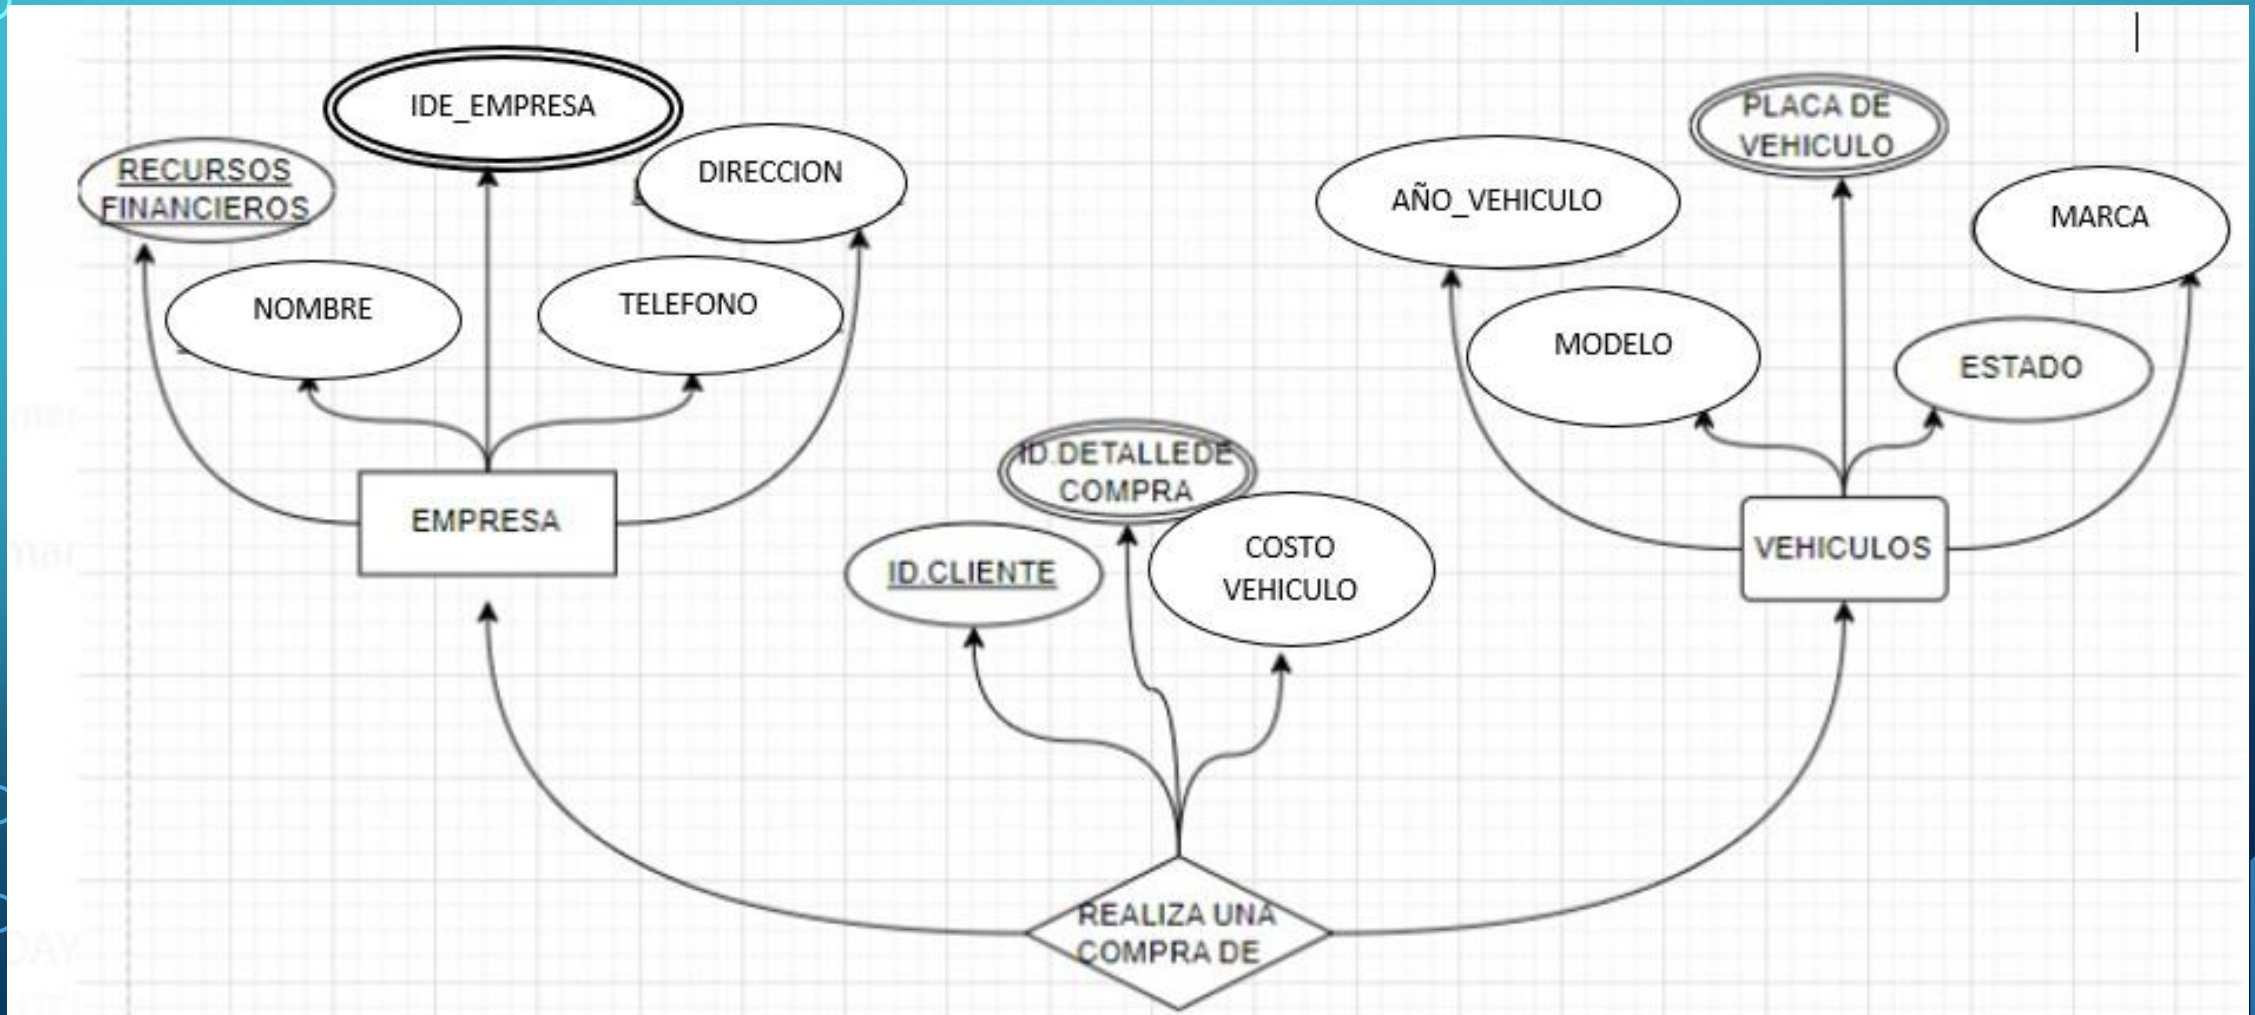 IDE_EMPRESA
RECURSOS
FINANCIEROS
DIRECCION
NOMBRE
TELEFONO
EMPRESA
ID.DETALLEDE
COMPRA
ID.CLIENTE
COSTO
VEHICULO
PLACA DE
VEHICULO
AÑO_VEHICULO
MARCA
MODELO
ESTADO
VEHICULOS
REALIZA UNA
COMPRA DE